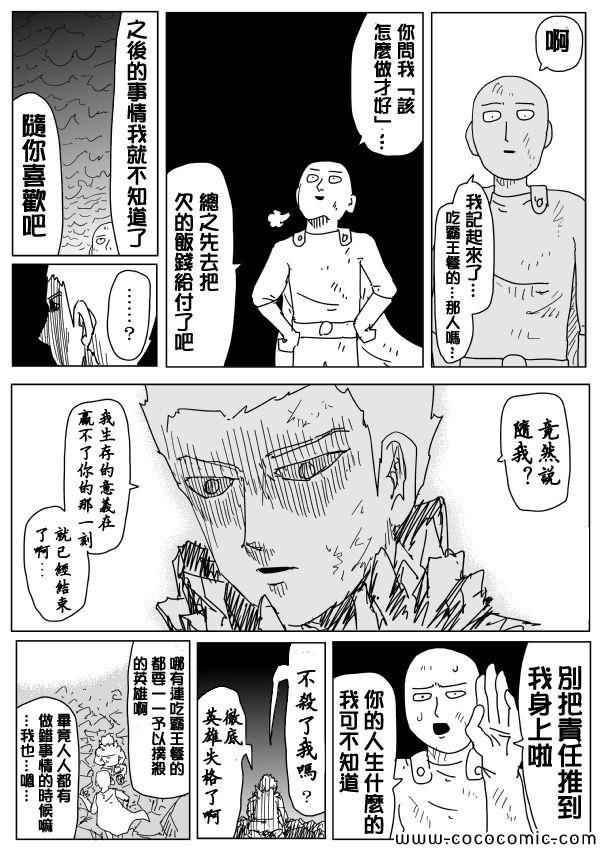 啊
我記起來了…
吃霸王餐的…那人嗎…
你問我「該
怎麼做才好」…
總之先去把
欠的飯錢給付了吧
之後的事情我就不知道了
隨你喜歡吧
……？
竟然說
隨我？
我生存的意義在
贏不了你的那一刻
就已經結束
了啊…
別把責任推到
我身上啦
你的人生什麼的
我可不知道
不殺了我嗎？
徹底
英雄失格了啊
哪有連吃霸王餐的
都要一一予以撲殺
的英雄啊
畢竟人人都有
做錯事情的時候嘛
…我也…嗯…
www.cococomic.com